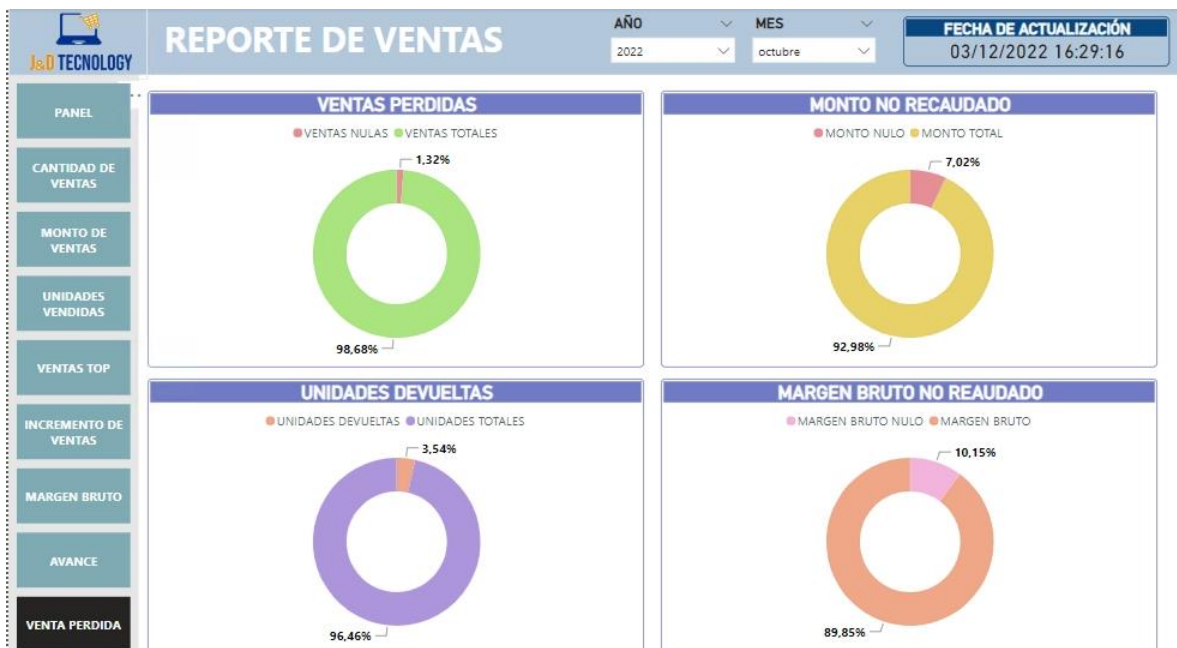 J&D TECNOLOGY
REPORTE DE VENTAS
AÑO
2022
MES
octubre
FECHA DE ACTUALIZACIÓN
03/12/2022 16:29:16
PANEL
CANTIDAD DE
VENTAS
MONTO DE
VENTAS
UNIDADES
VENDIDAS
VENTAS TOP
INCREMENTO DE
VENTAS
MARGEN BRUTO
AVANCE
VENTA PERDIDA
VENTAS PERDIDAS
VENTAS NULAS VENTAS TOTALES
1,32%
98,68%
MONTO NO RECAUDADO
MONTO NULO MONTO TOTAL
7,02%
92,98%
UNIDADES DEVUELTAS
UNIDADES DEVUELTAS UNIDADES TOTALES
3,54%
96,46%
MARGEN BRUTO NO REAUDADO
MARGEN BRUTO NULO MARGEN BRUTO
10,15%
89,85%